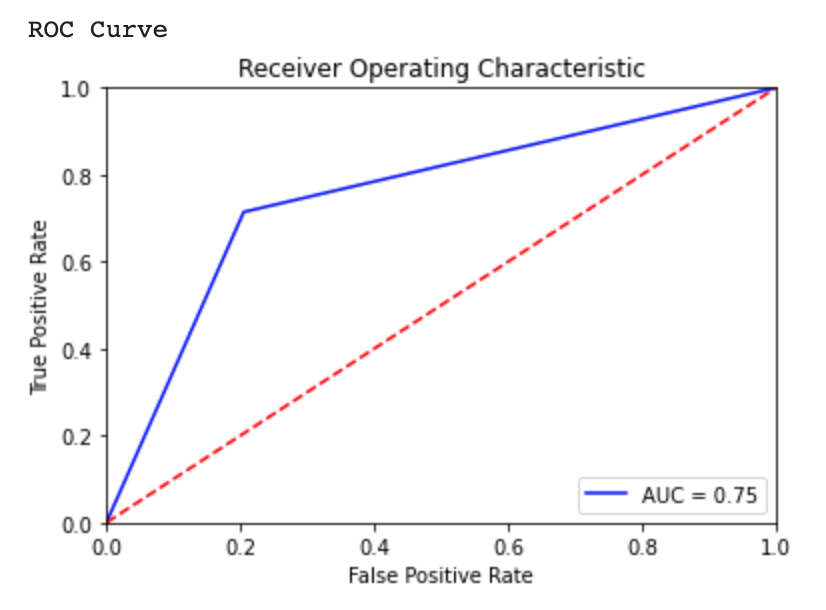 ROC Curve
Receiver Operating Characteristic
1.0
0.8
0.6
0.4
0.2
0.0
True Positive Rate
AUC = 0.75
0.0 0.2 0.4 0.6 0.8 1.0
False Positive Rate